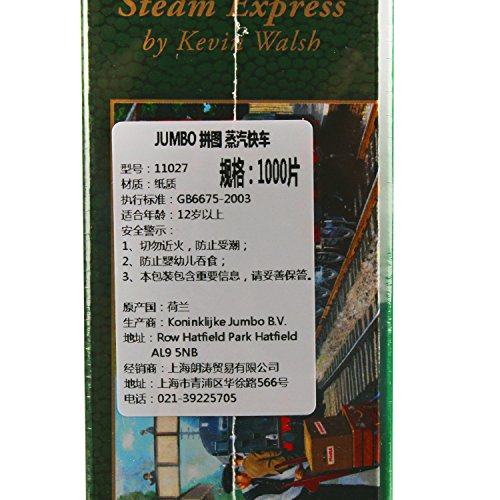 Steam Express
by Kevin Walsh
JUMBO 拼图 蒸汽快车
型号：11027
规格：1000片
材质：纸质
执行标准：GB6675-2003
适合年龄：12岁以上
安全警示：
1、切勿近火，防止受潮；
2、防止婴幼儿吞食；
3、本包装包含重要信息，请妥善保管。
原产国：荷兰
生产商：Koninklijke Jumbo B.V.
地址：Row Hatfield Park Hatfield
AL9 5NB
经销商：上海朗涛贸易有限公司
地址：上海市青浦区华徐路566号
电话：021-39225705